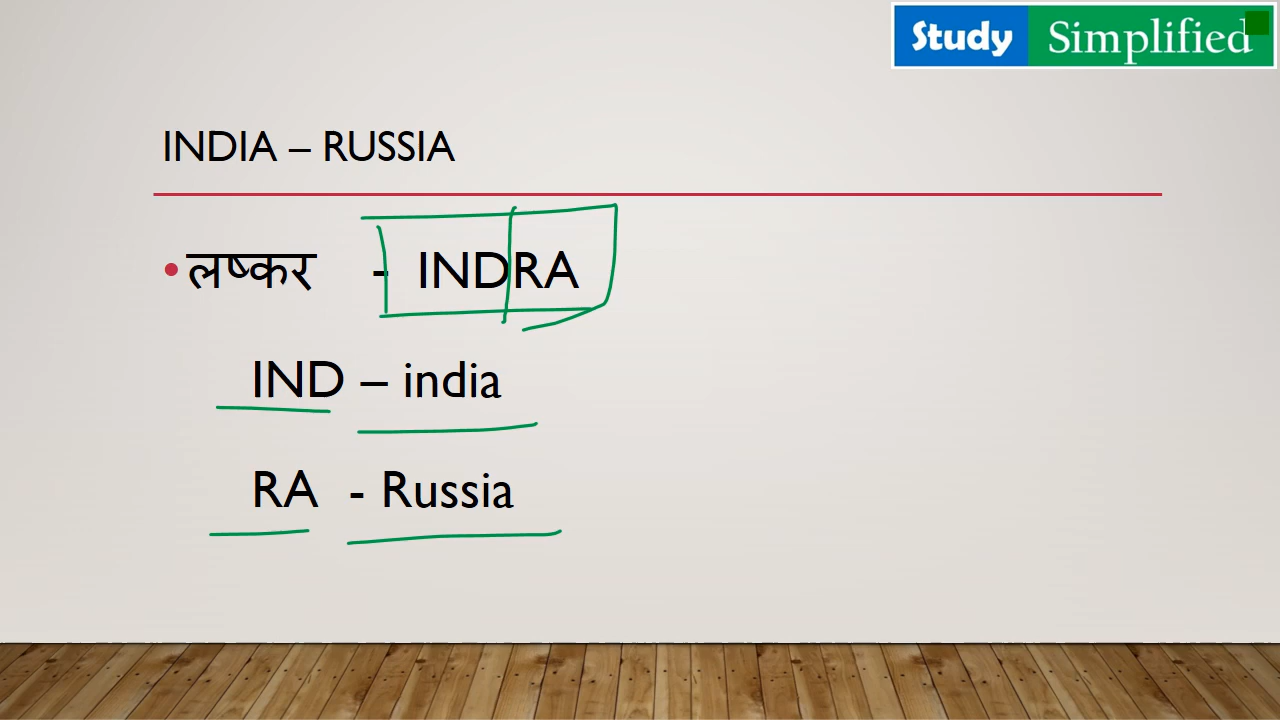 Study Simplified
INDIA – RUSSIA
• लष्कर - INDRA
IND – india
RA - Russia